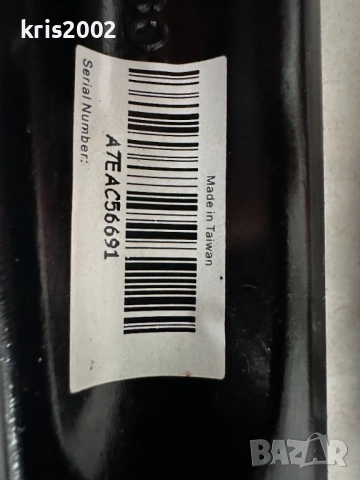 kris2002
Made in Taiwan
A7EAC56691
Serial Number:
BAZAR